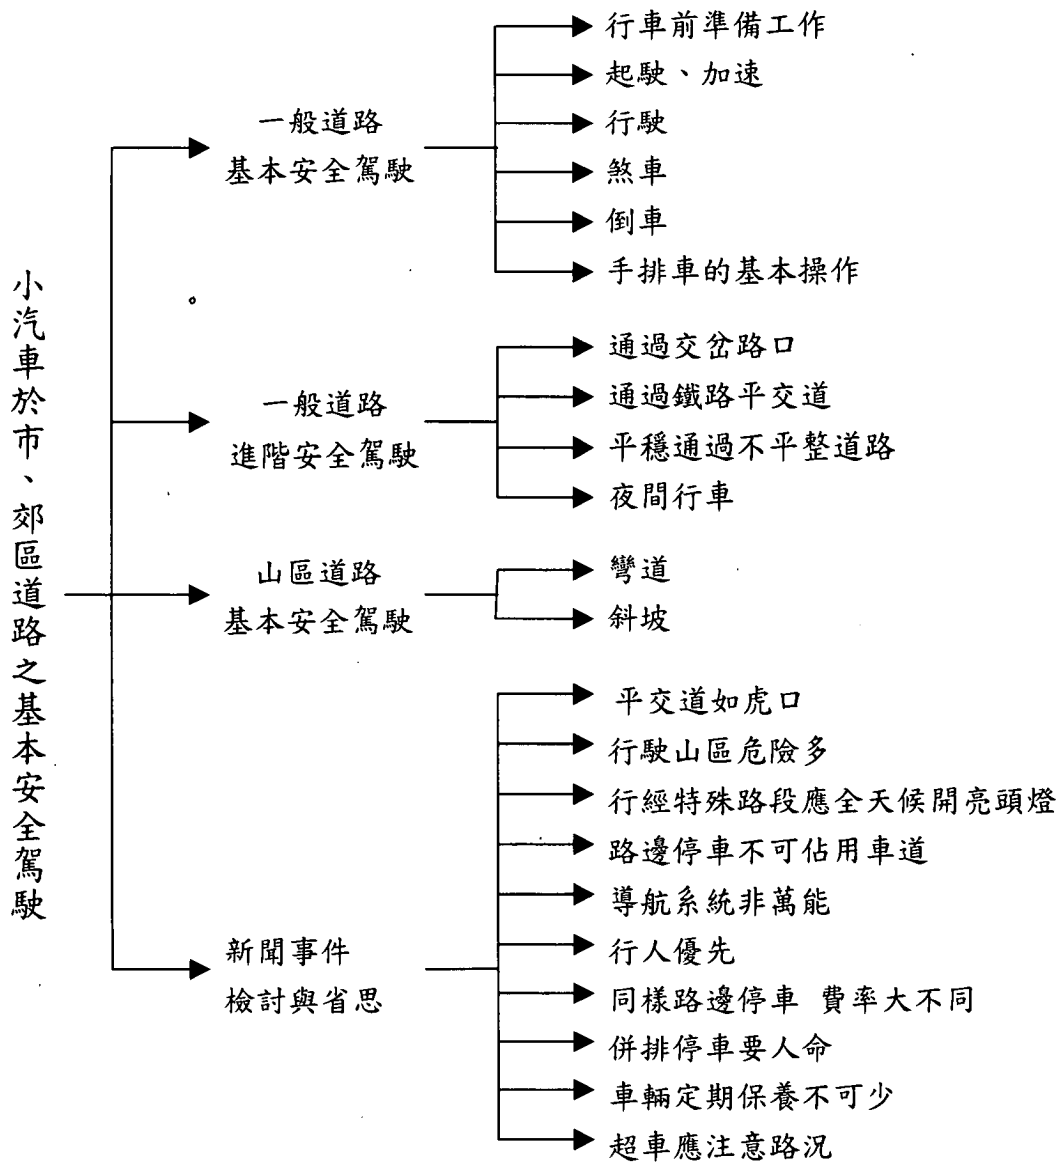 小汽車於市、郊區道路之基本安全駕駛
一般道路
基本安全駕駛
行車前準備工作
起駛、加速
行駛
煞車
倒車
手排車的基本操作
一般道路
進階安全駕駛
通過交岔路口
通過鐵路平交道
平穩通過不平整道路
夜間行車
山區道路
基本安全駕駛
彎道
斜坡
新聞事件
檢討與省思
平交道如虎口
行駛山區危險多
行經特殊路段應全天候開亮頭燈
路邊停車不可佔用車道
導航系統非萬能
行人優先
同樣路邊停車 費率大不同
併排停車要人命
車輛定期保養不可少
超車應注意路況